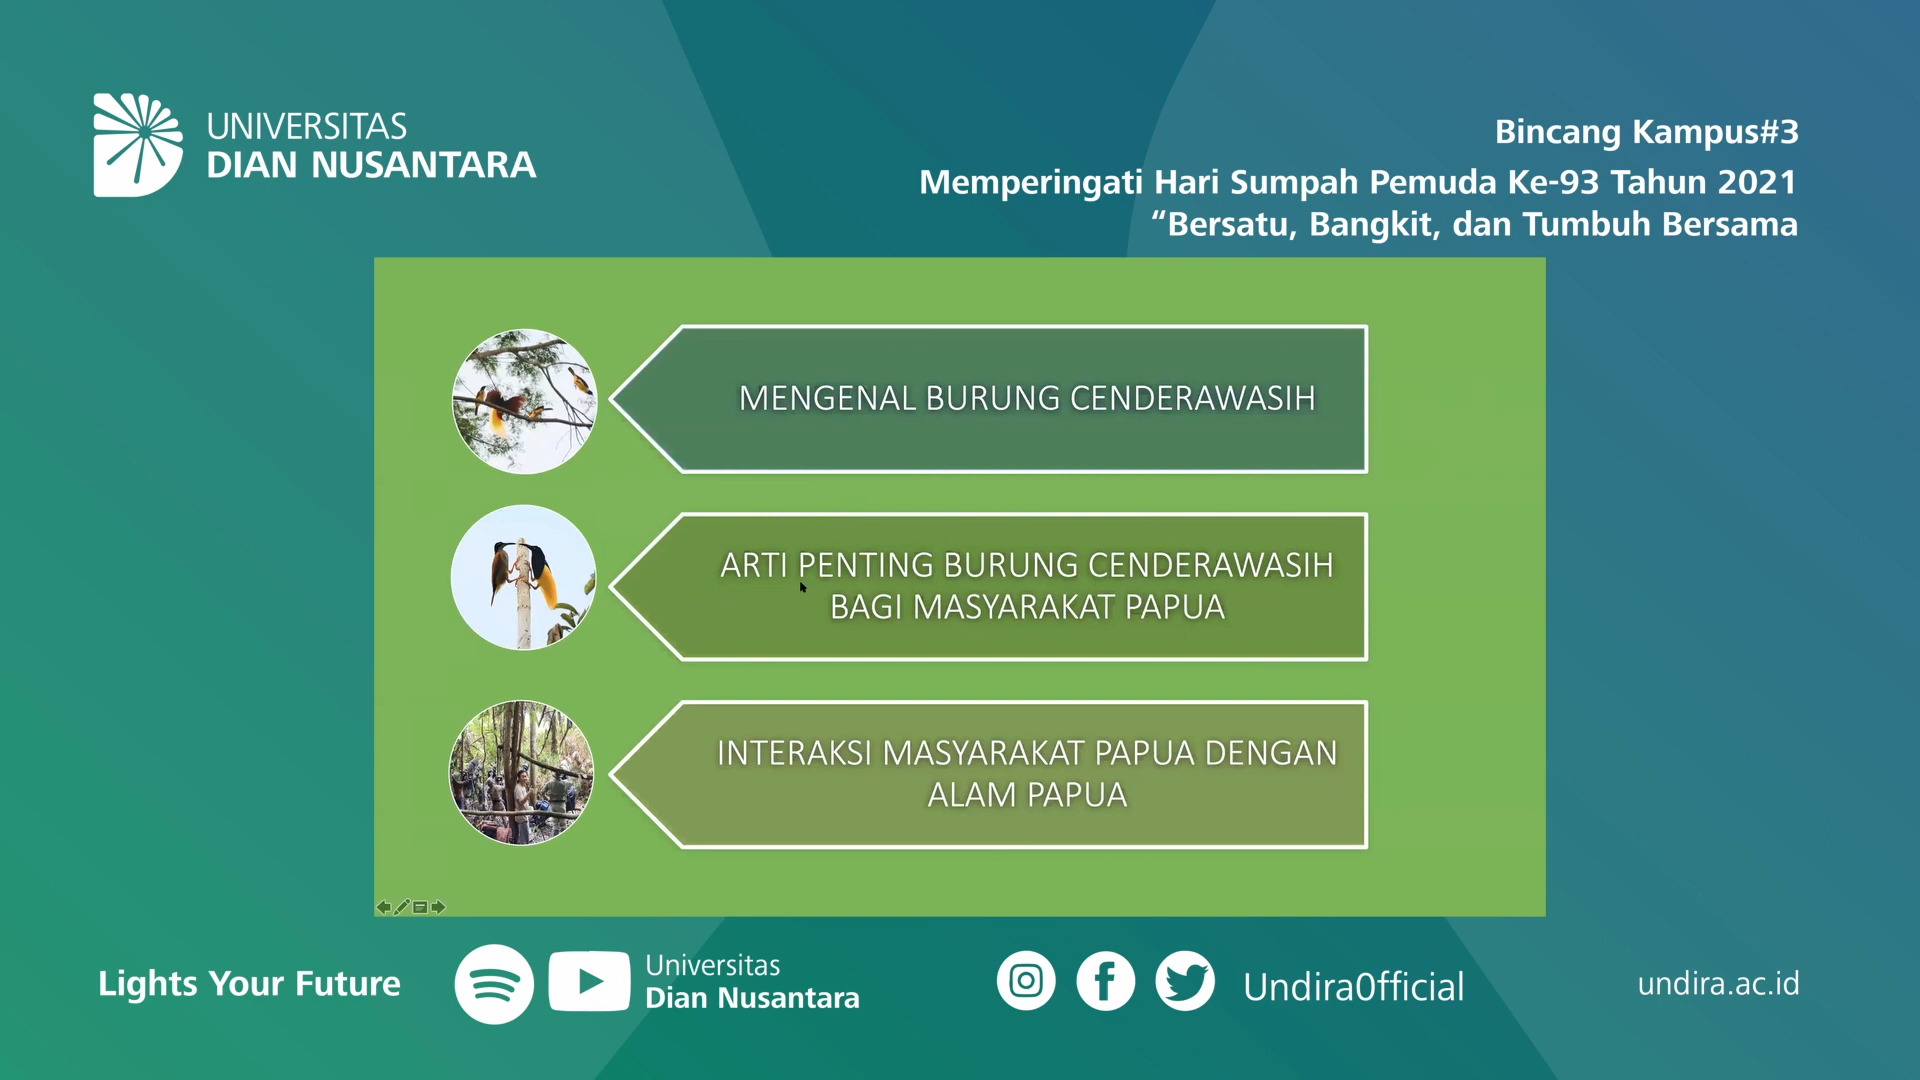 UNIVERSITAS
DIAN NUSANTARA
Bincang Kampus#3
Memperingati Hari Sumpah Pemuda Ke-93 Tahun 2021
“Bersatu, Bangkit, dan Tumbuh Bersama
MENGENAL BURUNG CENDERAWASIH
ARTI PENTING BURUNG CENDERAWASIH
BAGI MASYARAKAT PAPUA
INTERAKSI MASYARAKAT PAPUA DENGAN
ALAM PAPUA
Lights Your Future
Universitas
Dian Nusantara
UndiraOfficial
undira.ac.id